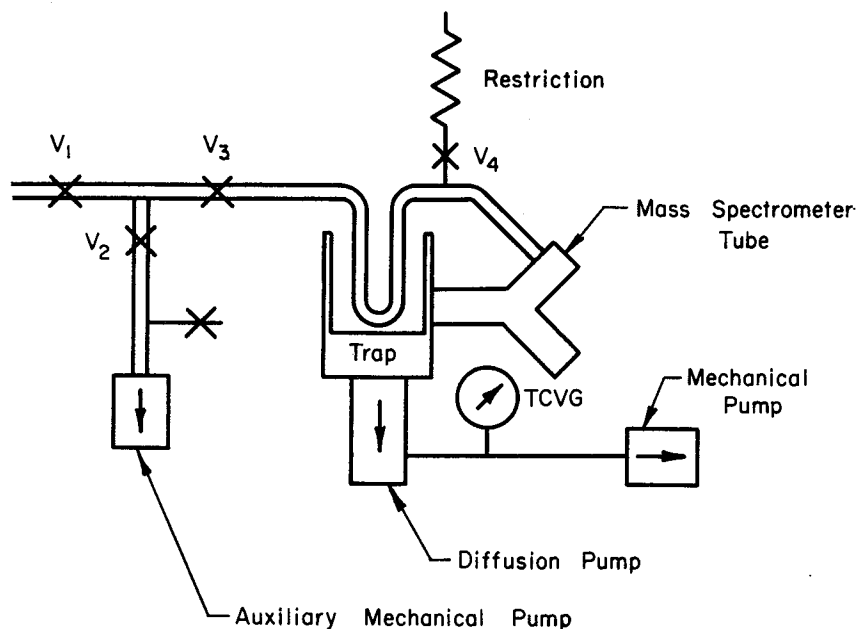 Restriction
V1
V3
V4
Mass Spectrometer
Tube
V2
Trap
TCVG
Mechanical
Pump
Diffusion Pump
Auxiliary Mechanical Pump